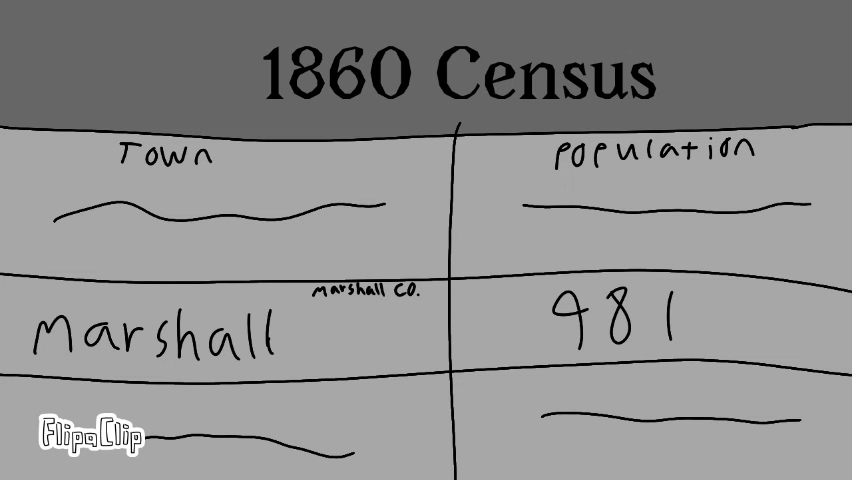 1860 Census
Town
Population
Marshall Co.
Marshall
981
FlipaClip